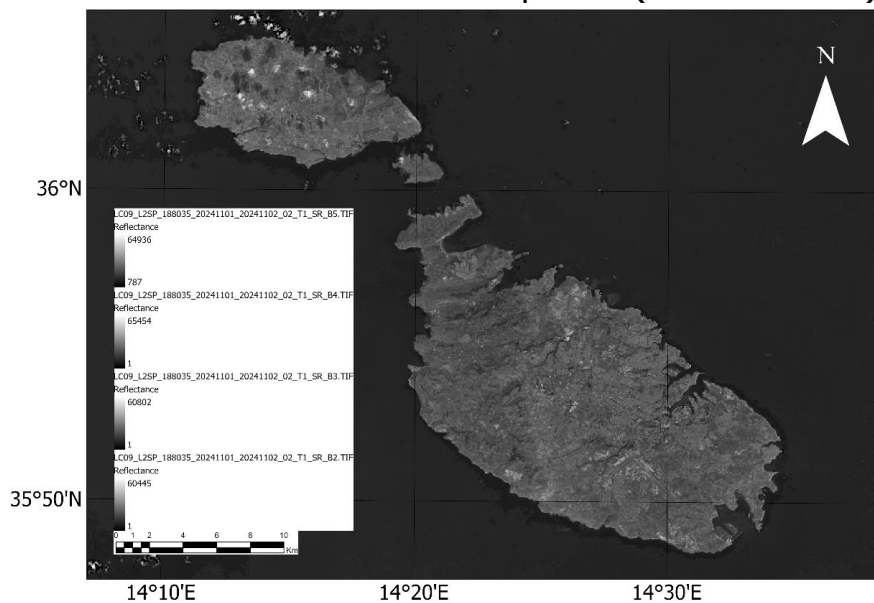 N
36°N
LC09_L2SP_188035_20241101_20241102_02_T1_SR_B5.TIF
Reflectance
64936
787
LC09_L2SP_188035_20241101_20241102_02_T1_SR_B4.TIF
Reflectance
65454
1
LC09_L2SP_188035_20241101_20241102_02_T1_SR_B3.TIF
Reflectance
60802
1
LC09_L2SP_188035_20241101_20241102_02_T1_SR_B2.TIF
Reflectance
60445
1
35°50'N
0 1 2 4 6 8 10
Km
14°10'E 14°20'E 14°30'E